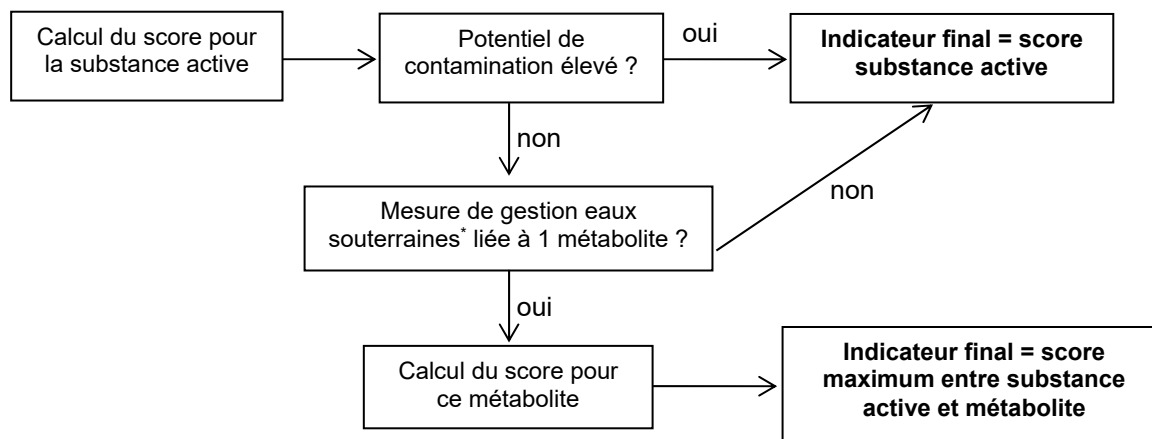 Calcul du score pour
la substance active
Potentiel de
contamination élevé ?
oui
Indicateur final = score
substance active
non
Mesure de gestion eaux
souterraines* liée à 1 métabolite ?
non
oui
Calcul du score pour
ce métabolite
Indicateur final = score
maximum entre substance
active et métabolite